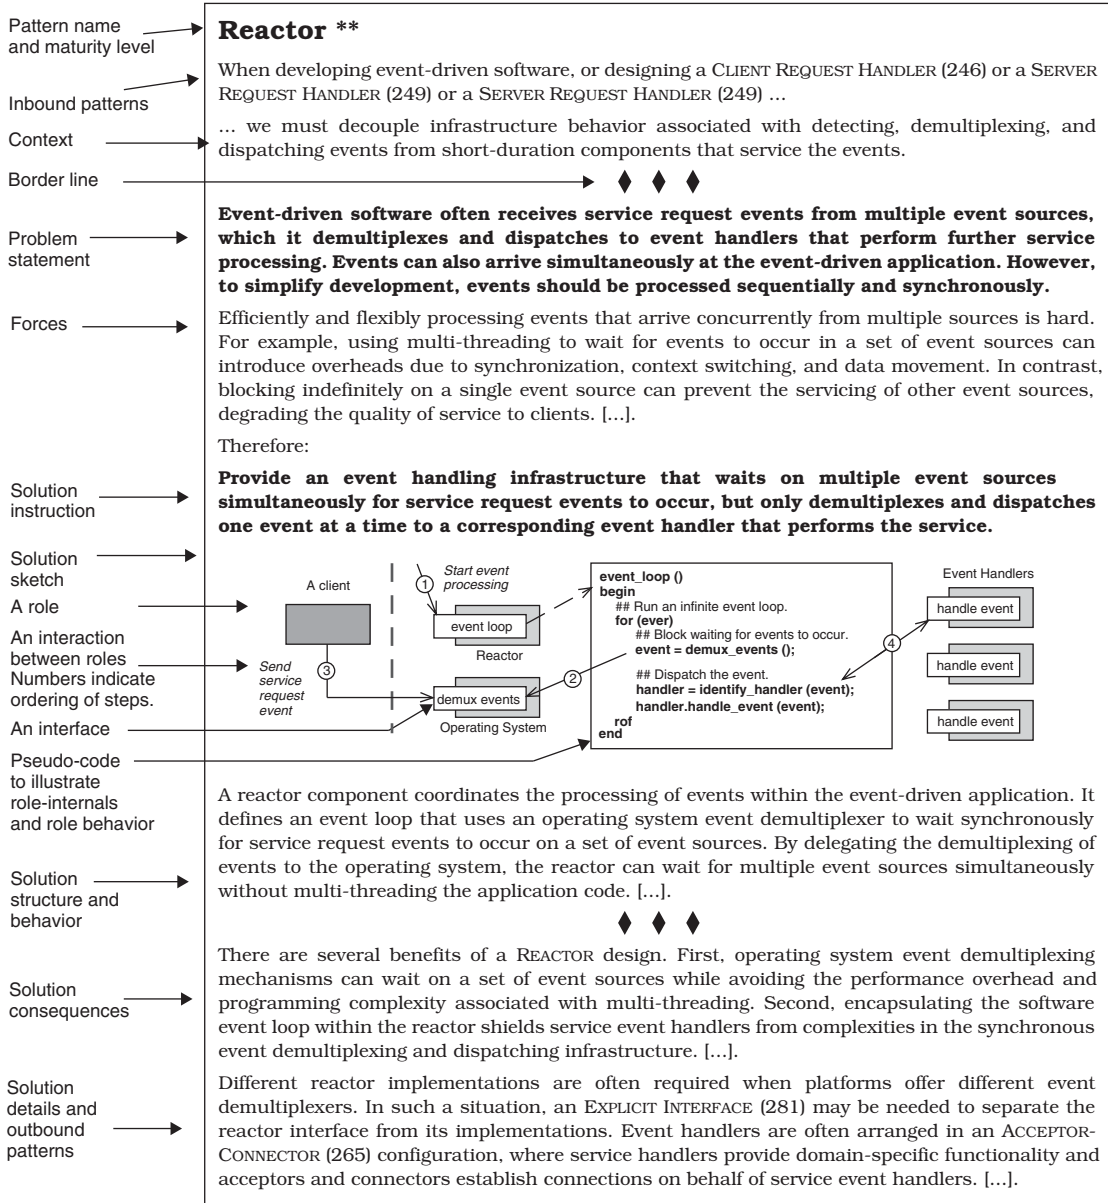 Pattern name
and maturity level
Reactor **
When developing event-driven software, or designing a CLIENT REQUEST HANDLER (246) or a SERVER
REQUEST HANDLER (249) or a SERVER REQUEST HANDLER (249) ...
Inbound patterns
Context
... we must decouple infrastructure behavior associated with detecting, demultiplexing, and
dispatching events from short-duration components that service the events.
Border line
Problem
statement
Event-driven software often receives service request events from multiple event sources,
which it demultiplexes and dispatches to event handlers that perform further service
processing. Events can also arrive simultaneously at the event-driven application. However,
to simplify development, events should be processed sequentially and synchronously.
Forces
Efficiently and flexibly processing events that arrive concurrently from multiple sources is hard.
For example, using multi-threading to wait for events to occur in a set of event sources can
introduce overheads due to synchronization, context switching, and data movement. In contrast,
blocking indefinitely on a single event source can prevent the servicing of other event sources,
degrading the quality of service to clients. [...].
Therefore:
Solution
instruction
Provide an event handling infrastructure that waits on multiple event sources
simultaneously for service request events to occur, but only demultiplexes and dispatches
one event at a time to a corresponding event handler that performs the service.
Solution
sketch
A role
An interaction
between roles
Numbers indicate
ordering of steps.
An interface
Pseudo-code
to illustrate
role-internals
and role behavior
A client
3
Send
service
request
event
1
Start event
processing
event loop
Reactor
demux events
Operating System
2
event_loop ()
begin
## Run an infinite event loop.
for (ever)
## Block waiting for events to occur.
event = demux_events ();
## Dispatch the event.
handler = identify_handler (event);
handler.handle_event (event);
rof
end
4
Event Handlers
handle event
handle event
handle event
A reactor component coordinates the processing of events within the event-driven application. It
defines an event loop that uses an operating system event demultiplexer to wait synchronously
for service request events to occur on a set of event sources. By delegating the demultiplexing of
events to the operating system, the reactor can wait for multiple event sources simultaneously
without multi-threading the application code. [...].
Solution
structure and
behavior
There are several benefits of a REACTOR design. First, operating system event demultiplexing
mechanisms can wait on a set of event sources while avoiding the performance overhead and
programming complexity associated with multi-threading. Second, encapsulating the software
event loop within the reactor shields service event handlers from complexities in the synchronous
event demultiplexing and dispatching infrastructure. [...].
Solution
consequences
Solution
details and
outbound
patterns
Different reactor implementations are often required when platforms offer different event
demultiplexers. In such a situation, an EXPLICIT INTERFACE (281) may be needed to separate the
reactor interface from its implementations. Event handlers are often arranged in an ACCEPTOR-
CONNECTOR (265) configuration, where service handlers provide domain-specific functionality and
acceptors and connectors establish connections on behalf of service event handlers. [...].